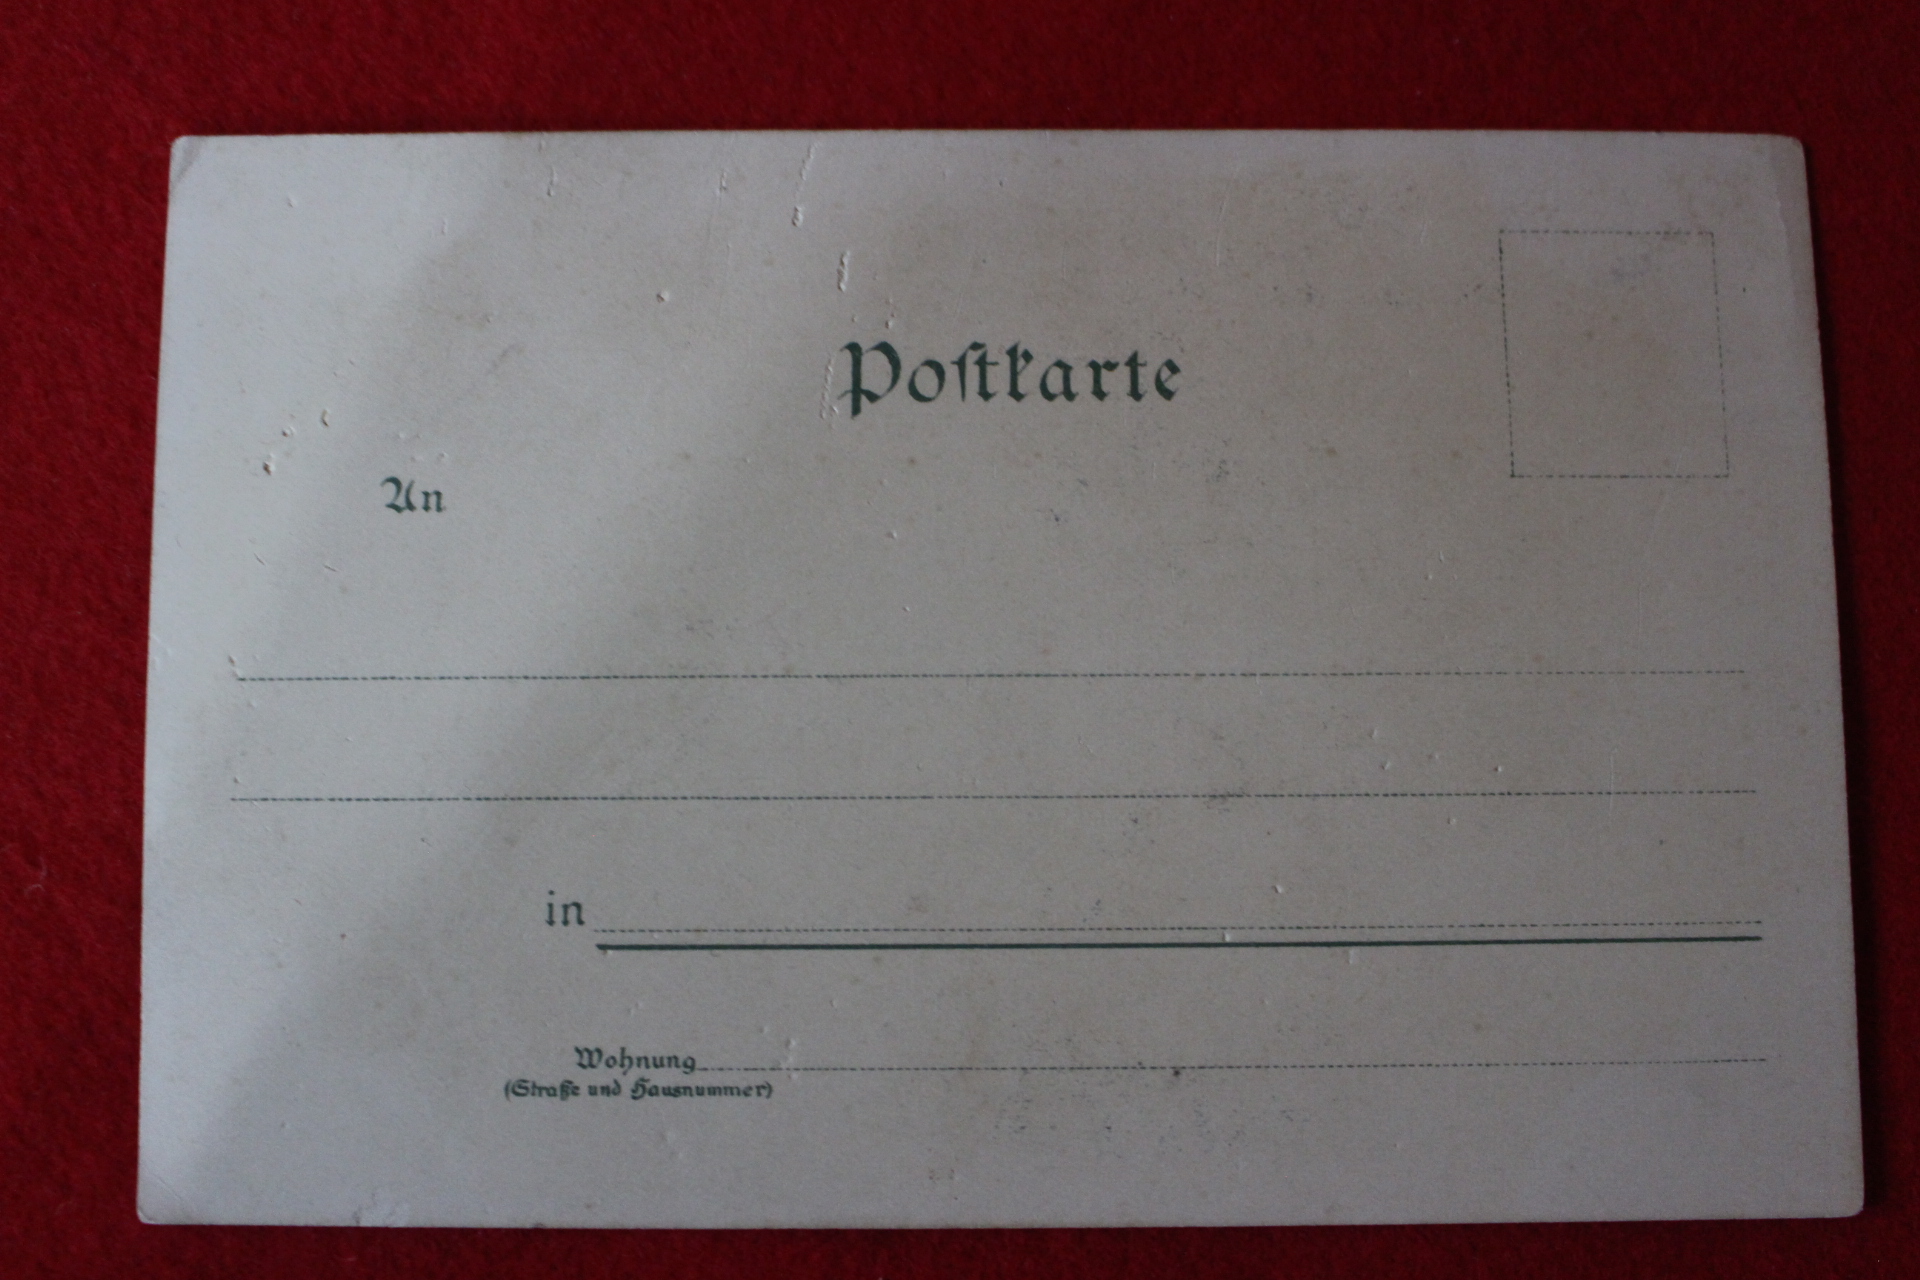 Poſtkarte
An
in
Wohnung
(Straße und Hausnummer)